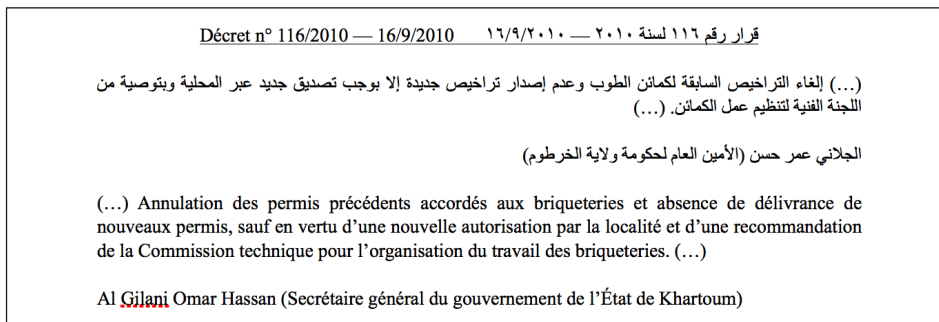 Décret n° 116/2010 — 16/9/2010 قرار رقم ١١٦ لسنة ٢٠١٠ — ١٦/٩/٢٠١٠
(…) إلغاء التراخيص السابقة لكمائن الطوب وعدم إصدار تراخيص جديدة إلا بوجب تصديق جديد عبر المحلية وبتوصية من
اللجنة الفنية لتنظيم عمل الكمائن. (…)
الجلاني عمر حسن (الأمين العام لحكومة ولاية الخرطوم)
(…) Annulation des permis précédents accordés aux briqueteries et absence de délivrance de
nouveaux permis, sauf en vertu d’une nouvelle autorisation par la localité et d’une recommandation
de la Commission technique pour l’organisation du travail des briqueteries. (…)
Al Gilani Omar Hassan (Secrétaire général du gouvernement de l’État de Khartoum)